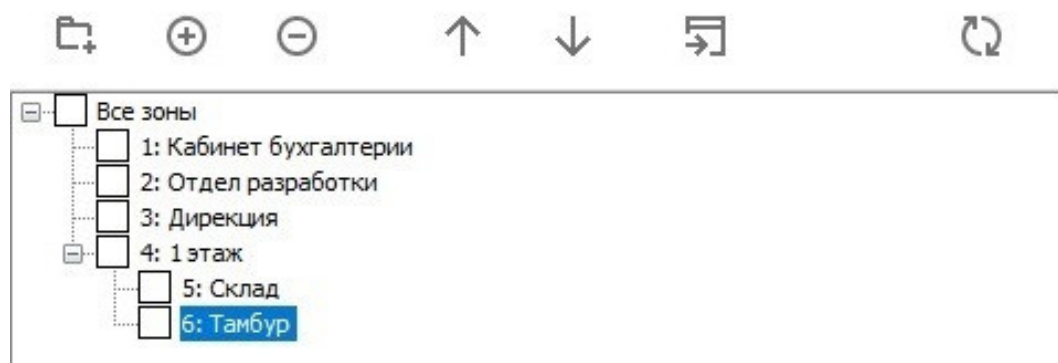 Все зоны
1: Кабинет бухгалтерии
2: Отдел разработки
3: Дирекция
4: 1 этаж
5: Склад
6: Тамбур